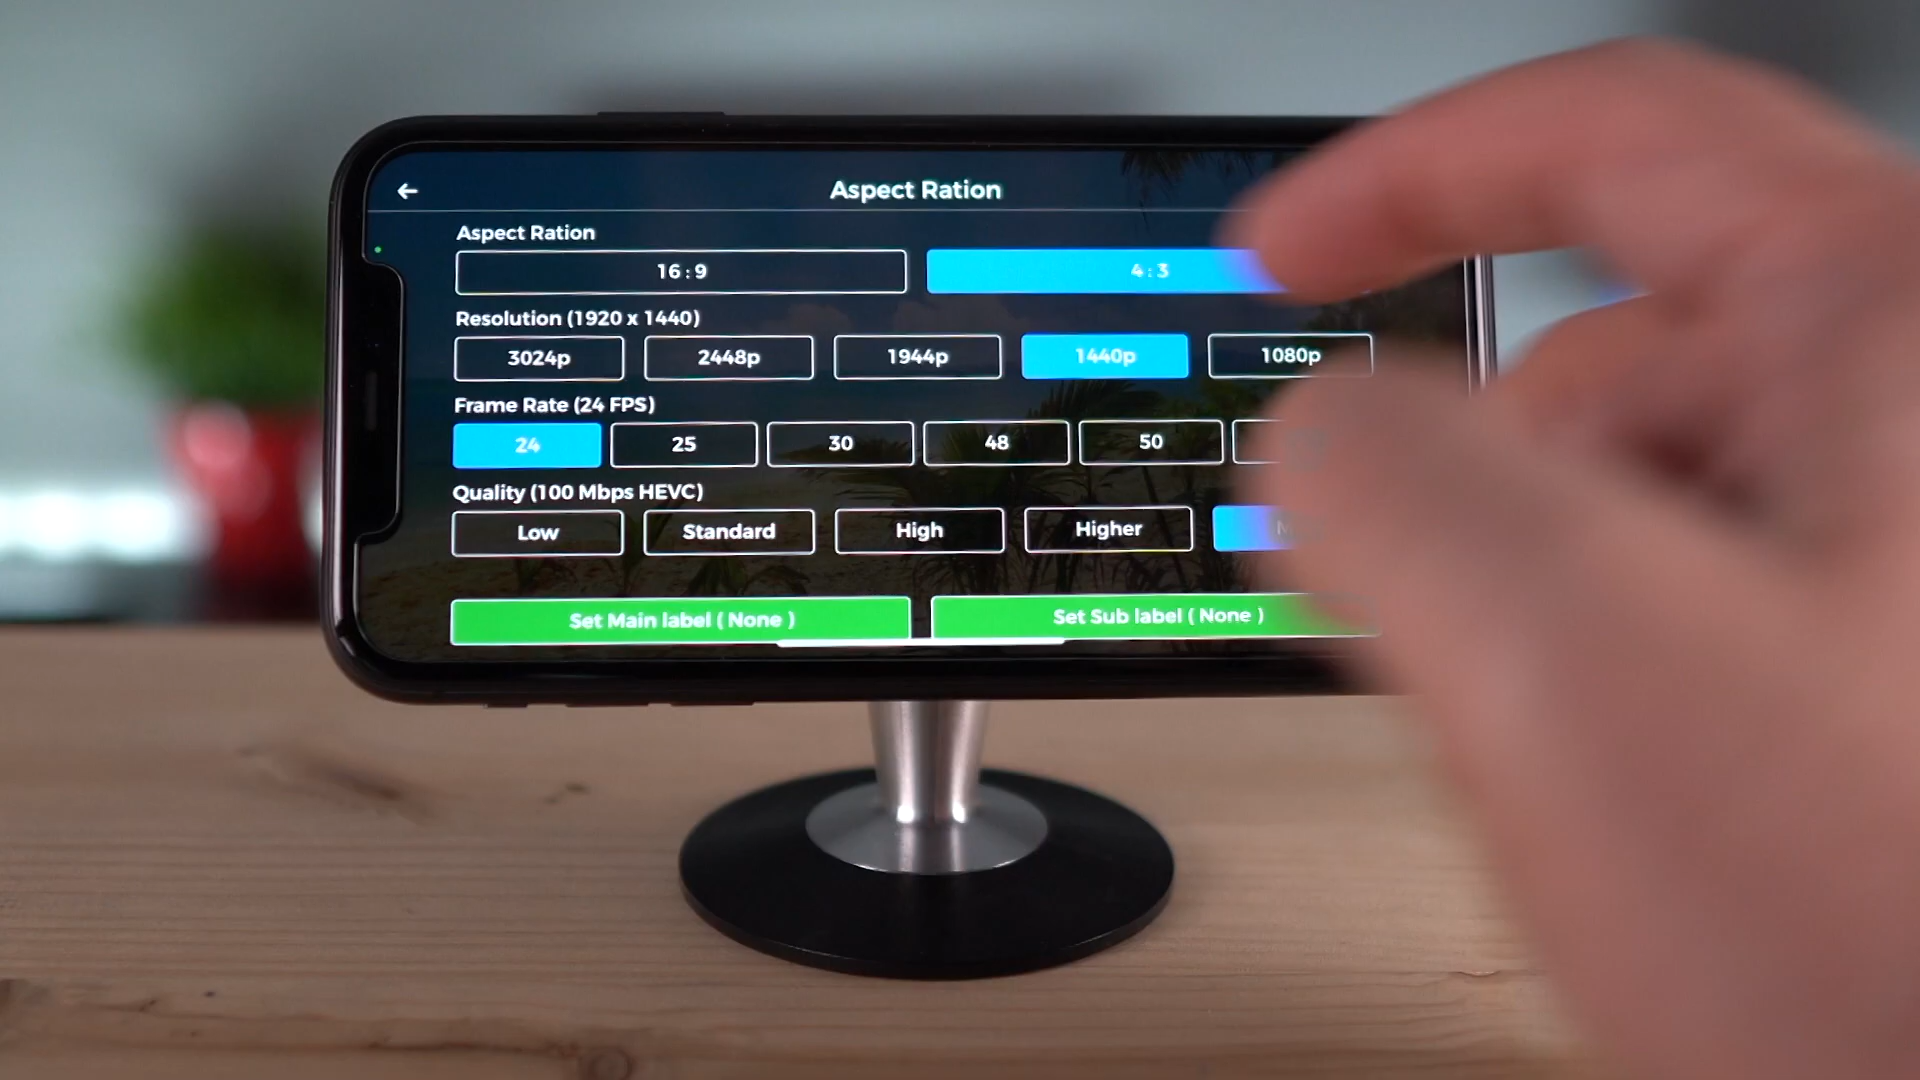 Aspect Ration
Aspect Ration
16 : 9
4 : 3
Resolution (1920 x 1440)
3024p
2448p
1944p
1440p
1080p
Frame Rate (24 FPS)
24
25
30
48
50
Quality (100 Mbps HEVC)
Low
Standard
High
Higher
Set Main label ( None )
Set Sub label ( None )